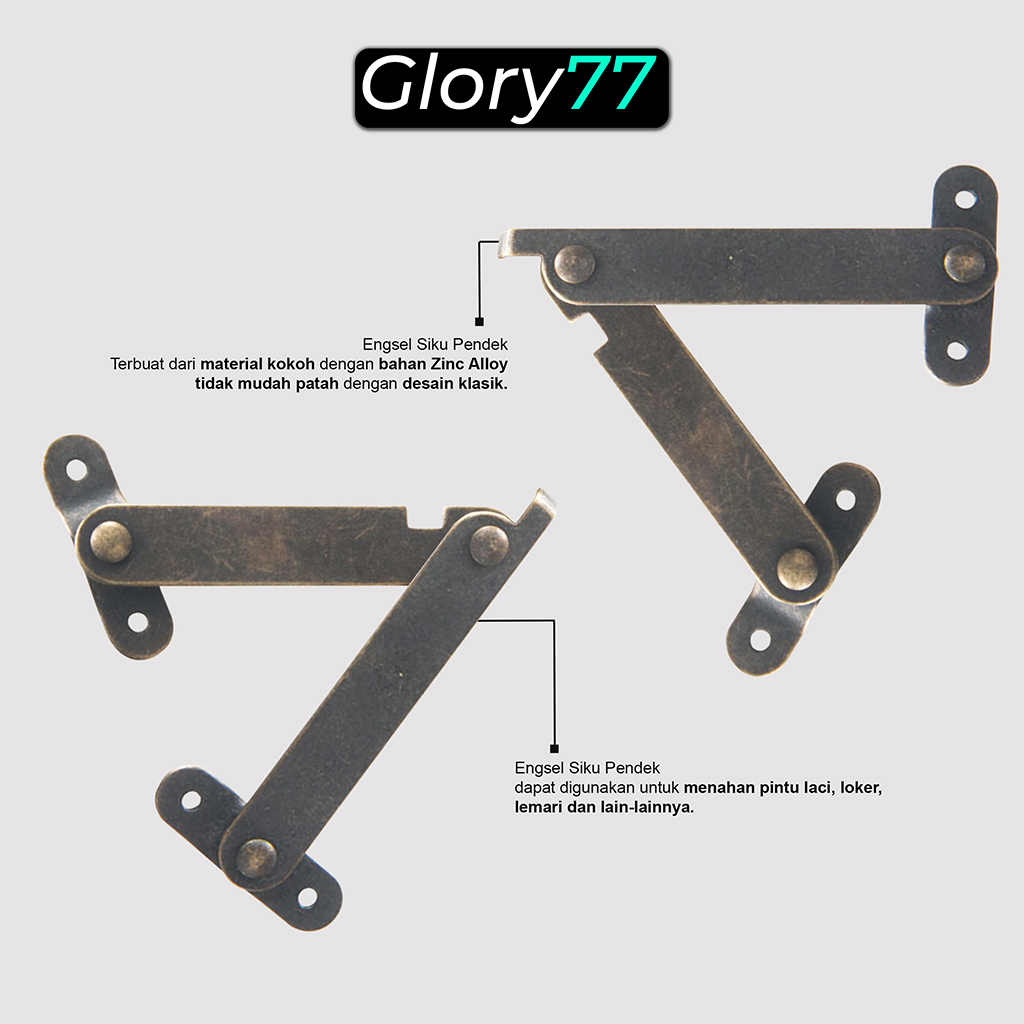 Glory77
Engsel Siku Pendek
Terbuat dari material kokoh dengan bahan Zinc Alloy
tidak mudah patah dengan desain klasik.
Engsel Siku Pendek
dapat digunakan untuk menahan pintu laci, loker,
lemari dan lain-lainnya.